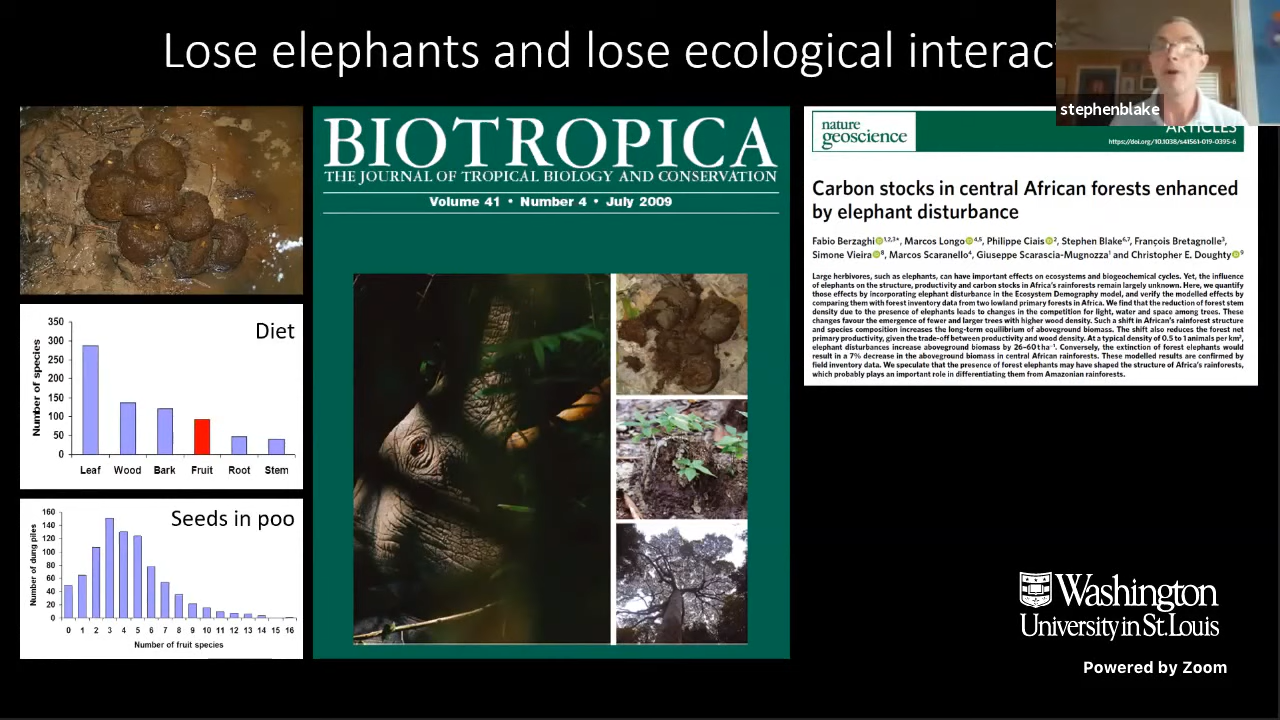 Lose elephants and lose ecological interac
stephenblake
Diet
Number of species
350
300
250
200
150
100
50
0
Leaf Wood Bark Fruit Root Stem
Seeds in poo
Number of dung piles
160
140
120
100
80
60
40
20
0
0 1 2 3 4 5 6 7 8 9 10 11 12 13 14 15 16
Number of fruit species
BIOTROPICA
THE JOURNAL OF TROPICAL BIOLOGY AND CONSERVATION
Volume 41 • Number 4 • July 2009
nature
geoscience
ARTICLES
https://doi.org/10.1038/s41561-019-0395-6
Carbon stocks in central African forests enhanced
by elephant disturbance
Fabio Berzaghi 1,2,3*, Marcos Longo 4,5, Philippe Ciais 2, Stephen Blake6,7, François Bretagnolle3,
Simone Vieira 8, Marcos Scaranello4, Giuseppe Scarascia-Mugnozza1 and Christopher E. Doughty 9
Large herbivores, such as elephants, can have important effects on ecosystems and biogeochemical cycles. Yet, the influence
of elephants on the structure, productivity and carbon stocks in Africa's rainforests remain largely unknown. Here, we quantify
those effects by incorporating elephant disturbance in the Ecosystem Demography model, and verify the modelled effects by
comparing them with forest inventory data from two lowland primary forests in Africa. We find that the reduction of forest stem
density due to the presence of elephants leads to changes in the competition for light, water and space among trees. These
changes favour the emergence of fewer and larger trees with higher wood density. Such a shift in African's rainforest structure
and species composition increases the long-term equilibrium of aboveground biomass. The shift also reduces the forest net
primary productivity, given the trade-off between productivity and wood density. At a typical density of 0.5 to 1 animals per km²,
elephant disturbances increase aboveground biomass by 26–60 t ha⁻¹. Conversely, the extinction of forest elephants would
result in a 7% decrease in the aboveground biomass in central African rainforests. These modelled results are confirmed by
field inventory data. We speculate that the presence of forest elephants may have shaped the structure of Africa's rainforests,
which probably plays an important role in differentiating them from Amazonian rainforests.
Washington
University in St. Louis
Powered by Zoom